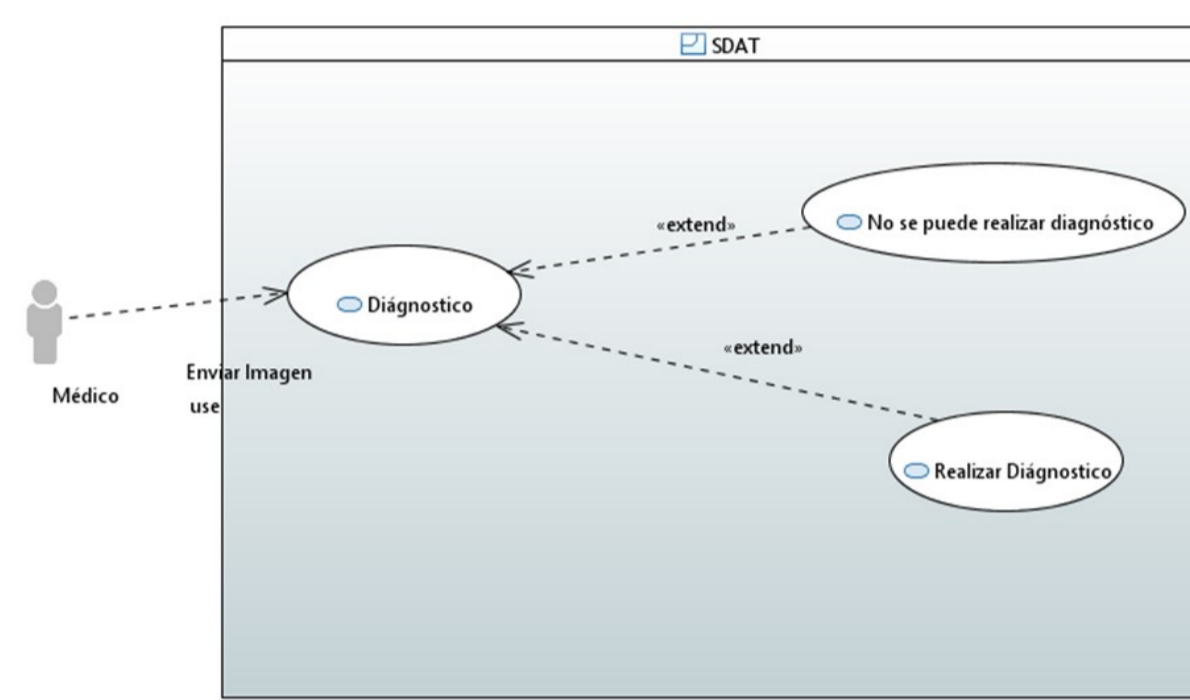 SDAT
«extend»
No se puede realizar diagnóstico
Diágnostico
«extend»
Enviar Imagen
Médico
use
Realizar Diágnostico